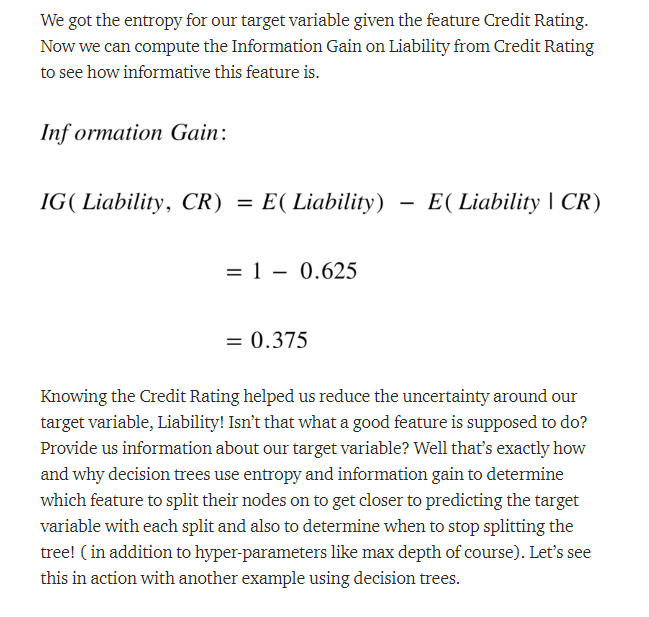 We got the entropy for our target variable given the feature Credit Rating.
Now we can compute the Information Gain on Liability from Credit Rating
to see how informative this feature is.
Information Gain:
IG( Liability, CR) = E( Liability) − E( Liability | CR)
= 1 − 0.625
= 0.375
Knowing the Credit Rating helped us reduce the uncertainty around our
target variable, Liability! Isn’t that what a good feature is supposed to do?
Provide us information about our target variable? Well that’s exactly how
and why decision trees use entropy and information gain to determine
which feature to split their nodes on to get closer to predicting the target
variable with each split and also to determine when to stop splitting the
tree! ( in addition to hyper-parameters like max depth of course). Let’s see
this in action with another example using decision trees.